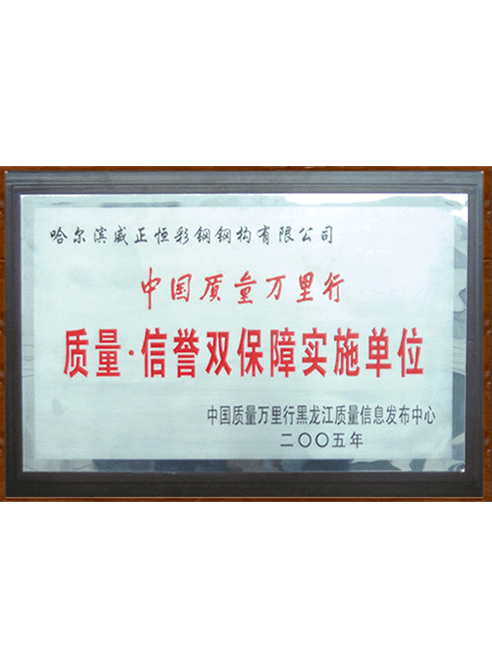 哈尔滨威正恒彩钢钢构有限公司
中国质量万里行
质量·信誉双保障实施单位
中国质量万里行黑龙江质量信息发布中心
二〇〇五年